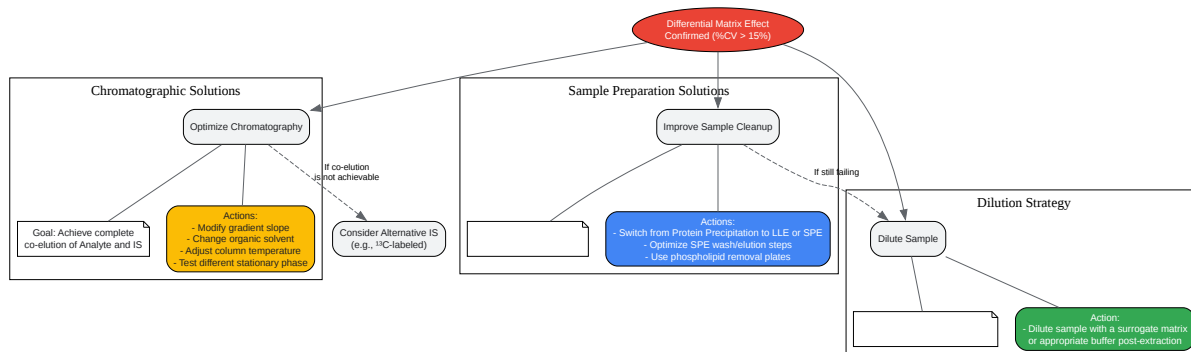 Differential Matrix Effect
Confirmed (%CV > 15%)
Chromatographic Solutions
Optimize Chromatography
If co-elution
is not achievable
Goal: Achieve complete
co-elution of Analyte and IS
Actions:
- Modify gradient slope
- Change organic solvent
- Adjust column temperature
- Test different stationary phase
Consider Alternative IS
(e.g., ¹³C-labeled)
Sample Preparation Solutions
Improve Sample Cleanup
If still failing
Actions:
- Switch from Protein Precipitation to LLE or SPE
- Optimize SPE wash/elution steps
- Use phospholipid removal plates
Dilution Strategy
Dilute Sample
Action:
- Dilute sample with a surrogate matrix
or appropriate buffer post-extraction